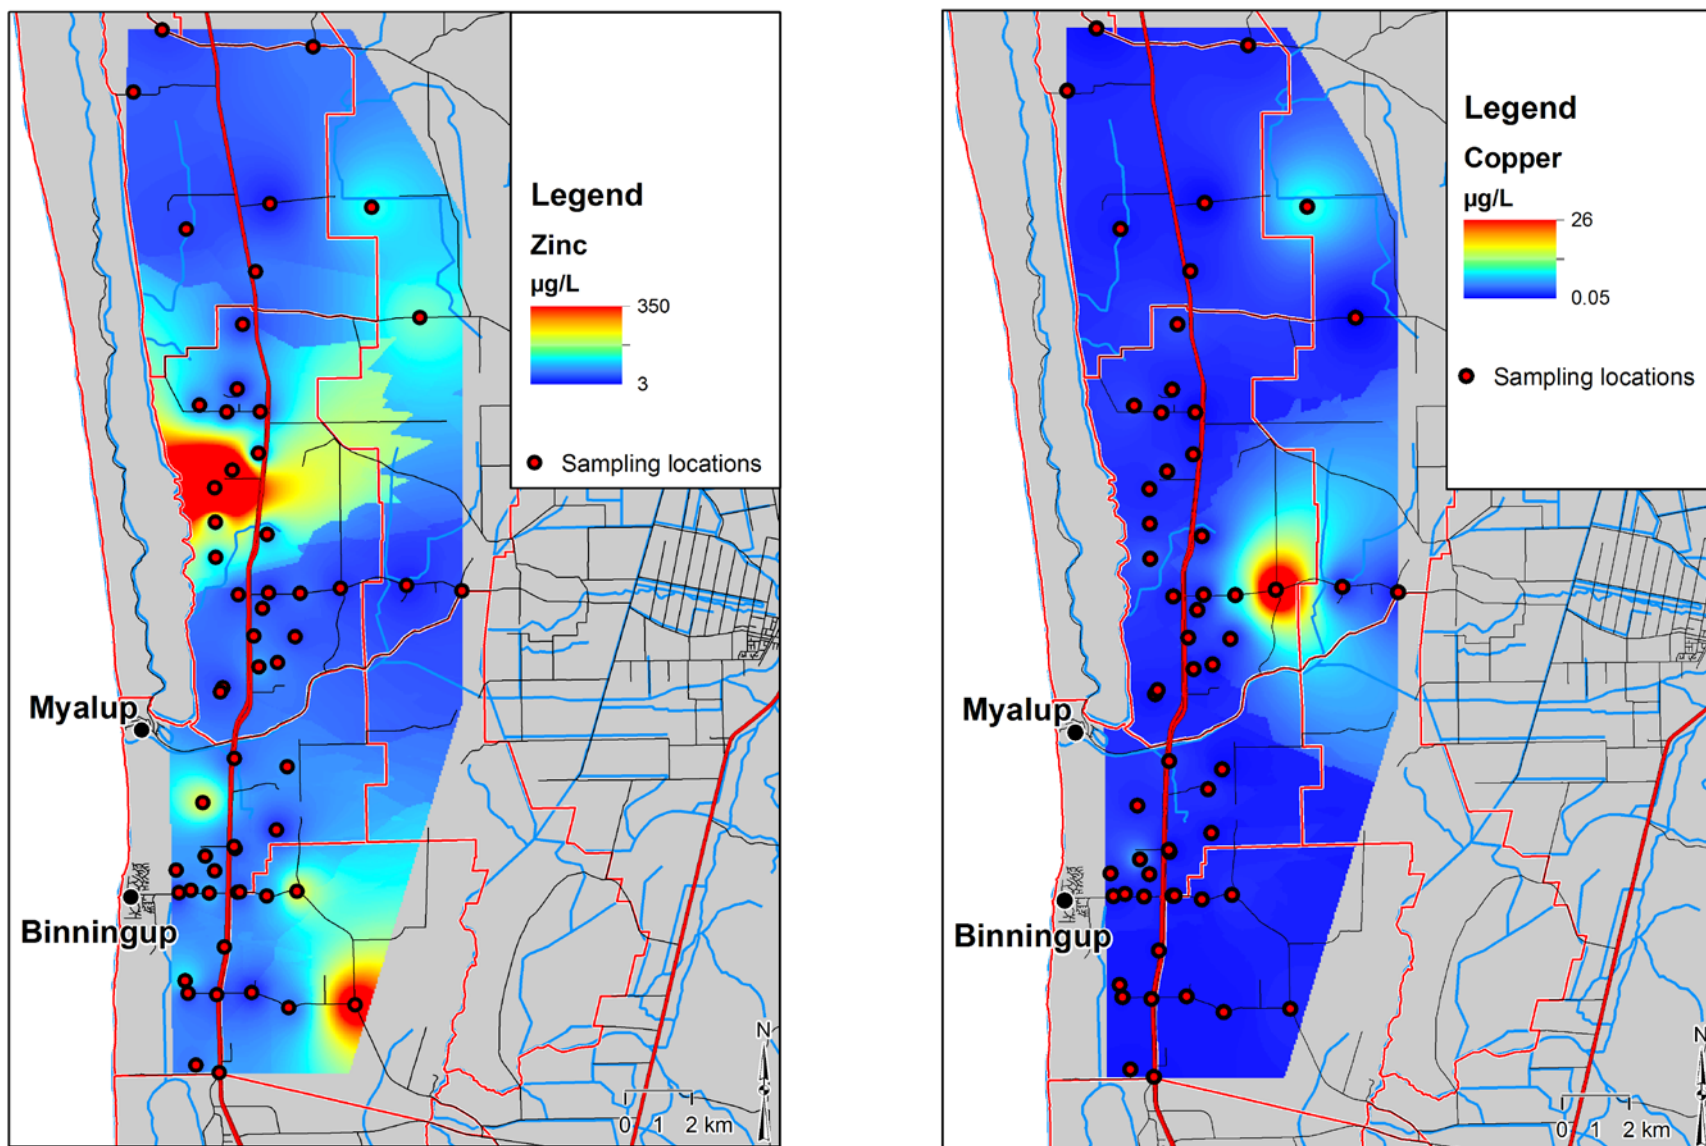 Legend
Zinc
µg/L
350
3
Sampling locations
Myalup
Binningup
N
0 1 2 km
Legend
Copper
µg/L
26
0.05
Sampling locations
Myalup
Binningup
N
0 1 2 km